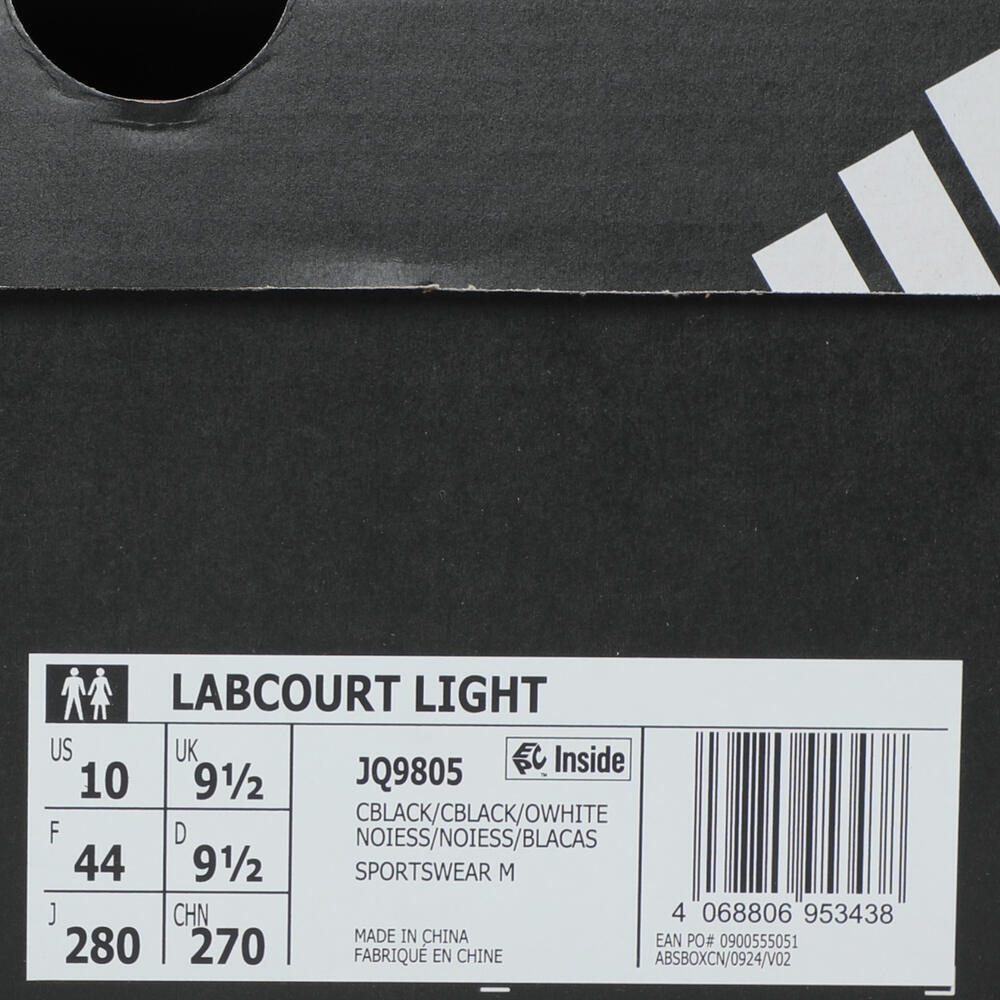 LABCOURT LIGHT
US 10
UK 9½
F 44
D 9½
J 280
CHN 270
JQ9805
Inside
™
CBLACK/CBLACK/OWHITE
NOIESS/NOIESS/BLACAS
SPORTSWEAR M
MADE IN CHINA
FABRIQUÉ EN CHINE
4 068806 953438
EAN PO# 0900555051
ABSBOXCN/0924/V02